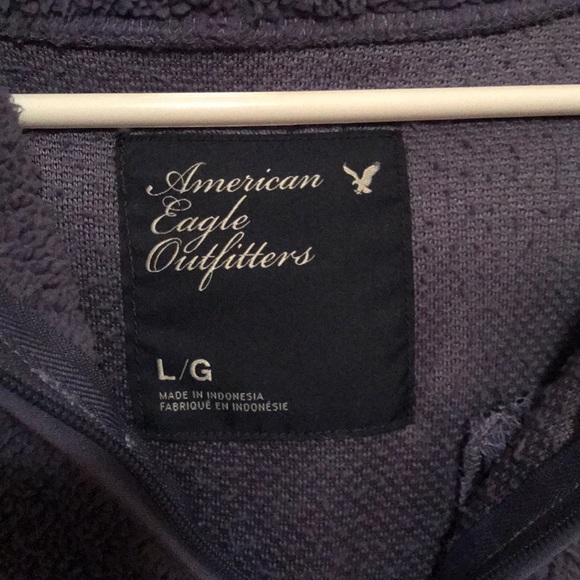 American
Eagle
Outfitters
L/G
MADE IN INDONESIA
FABRIQUÉ EN INDONÉSIE